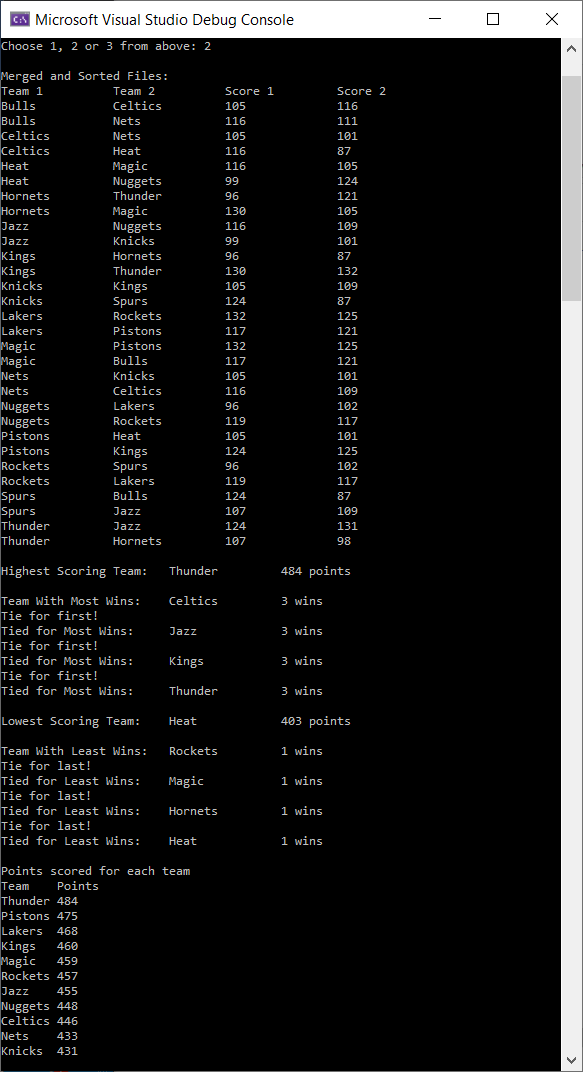 Microsoft Visual Studio Debug Console
Choose 1, 2 or 3 from above: 2
Merged and Sorted Files:
Team 1 Team 2 Score 1 Score 2
Bulls Celtics 105 116
Bulls Nets 116 111
Celtics Nets 105 101
Celtics Heat 116 87
Heat Magic 116 105
Heat Nuggets 99 124
Hornets Thunder 96 121
Hornets Magic 130 105
Jazz Nuggets 116 109
Jazz Knicks 99 101
Kings Hornets 96 87
Kings Thunder 130 132
Knicks Kings 105 109
Knicks Spurs 124 87
Lakers Rockets 132 125
Lakers Pistons 117 121
Magic Pistons 132 125
Magic Bulls 117 121
Nets Knicks 105 101
Nets Celtics 116 109
Nuggets Lakers 96 102
Nuggets Rockets 119 117
Pistons Heat 105 101
Pistons Kings 124 125
Rockets Spurs 96 102
Rockets Lakers 119 117
Spurs Bulls 124 87
Spurs Jazz 107 109
Thunder Jazz 124 131
Thunder Hornets 107 98
Highest Scoring Team: Thunder 484 points
Team With Most Wins: Celtics 3 wins
Tie for first!
Tied for Most Wins: Jazz 3 wins
Tie for first!
Tied for Most Wins: Kings 3 wins
Tie for first!
Tied for Most Wins: Thunder 3 wins
Lowest Scoring Team: Heat 403 points
Team With Least Wins: Rockets 1 wins
Tie for last!
Tied for Least Wins: Magic 1 wins
Tie for last!
Tied for Least Wins: Hornets 1 wins
Tie for last!
Tied for Least Wins: Heat 1 wins
Points scored for each team
Team Points
Thunder 484
Pistons 475
Lakers 468
Kings 460
Magic 459
Rockets 457
Jazz 455
Nuggets 448
Celtics 446
Nets 433
Knicks 431